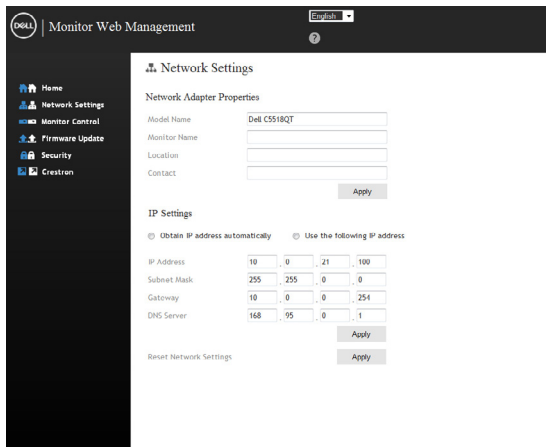 DELL Monitor Web Management
English
?
Home
Network Settings
Monitor Control
Firmware Update
Security
Crestron
Network Settings
Network Adapter Properties
Model Name Dell C5518QT
Monitor Name
Location
Contact
Apply
IP Settings
Obtain IP address automatically Use the following IP address
IP Address 10 . 0 . 21 . 100
Subnet Mask 255 . 255 . 0 . 0
Gatoway 10 . 0 . 0 . 254
DNS Server 168 . 95 . 0 . 1
Apply
Reset Network Settings Apply